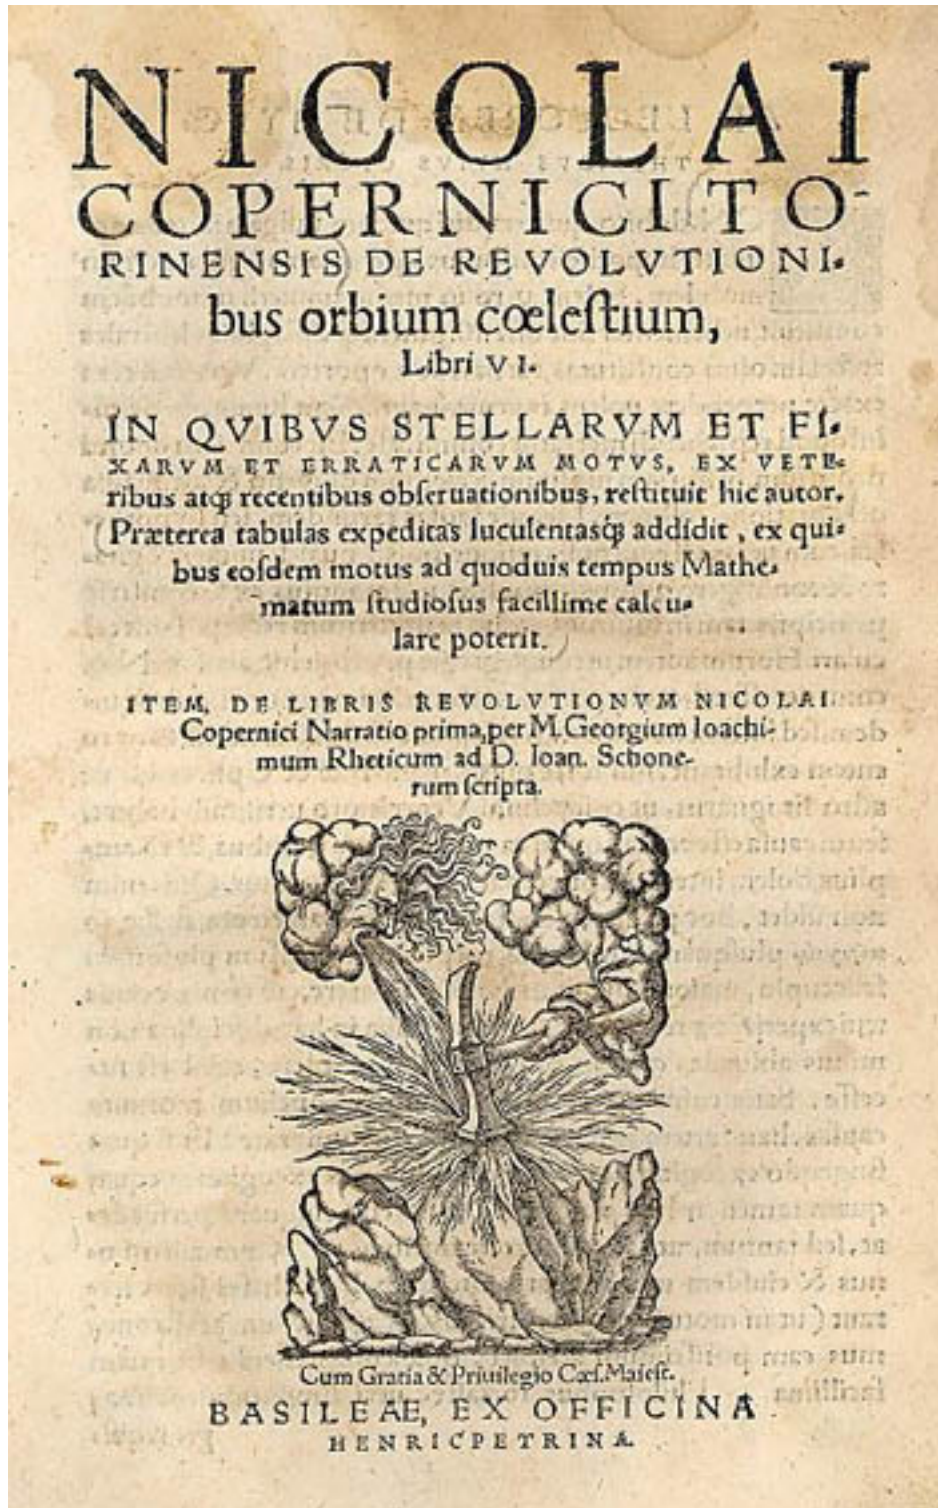 NICOLAI
COPERNICI TO-
RINENSIS DE REVOLVTIONI-
bus orbium cœleſtium,
Libri VI.
IN QVIBVS STELLARVM ET FI-
XARVM ET ERRATICARVM MOTVS, EX VETE-
ribus atqꝫ recentibus obſeruationibus, reſtituit hic autor.
Præterea tabulas expeditas luculentasqꝫ addidit, ex qui-
bus eoſdem motus ad quoduis tempus Mathe-
matum ſtudioſus facillime calcu-
lare poterit.
ITEM, DE LIBRIS REVOLVTIONVM NICOLAI
Copernici Narratio prima, per M. Georgium Ioachi-
mum Rheticum ad D. Ioan. Schone-
rum ſcripta.
Cum Gratia & Priuilegio Cæſ. Maieſt.
BASILEAE, EX OFFICINA
HENRICPETRINA.